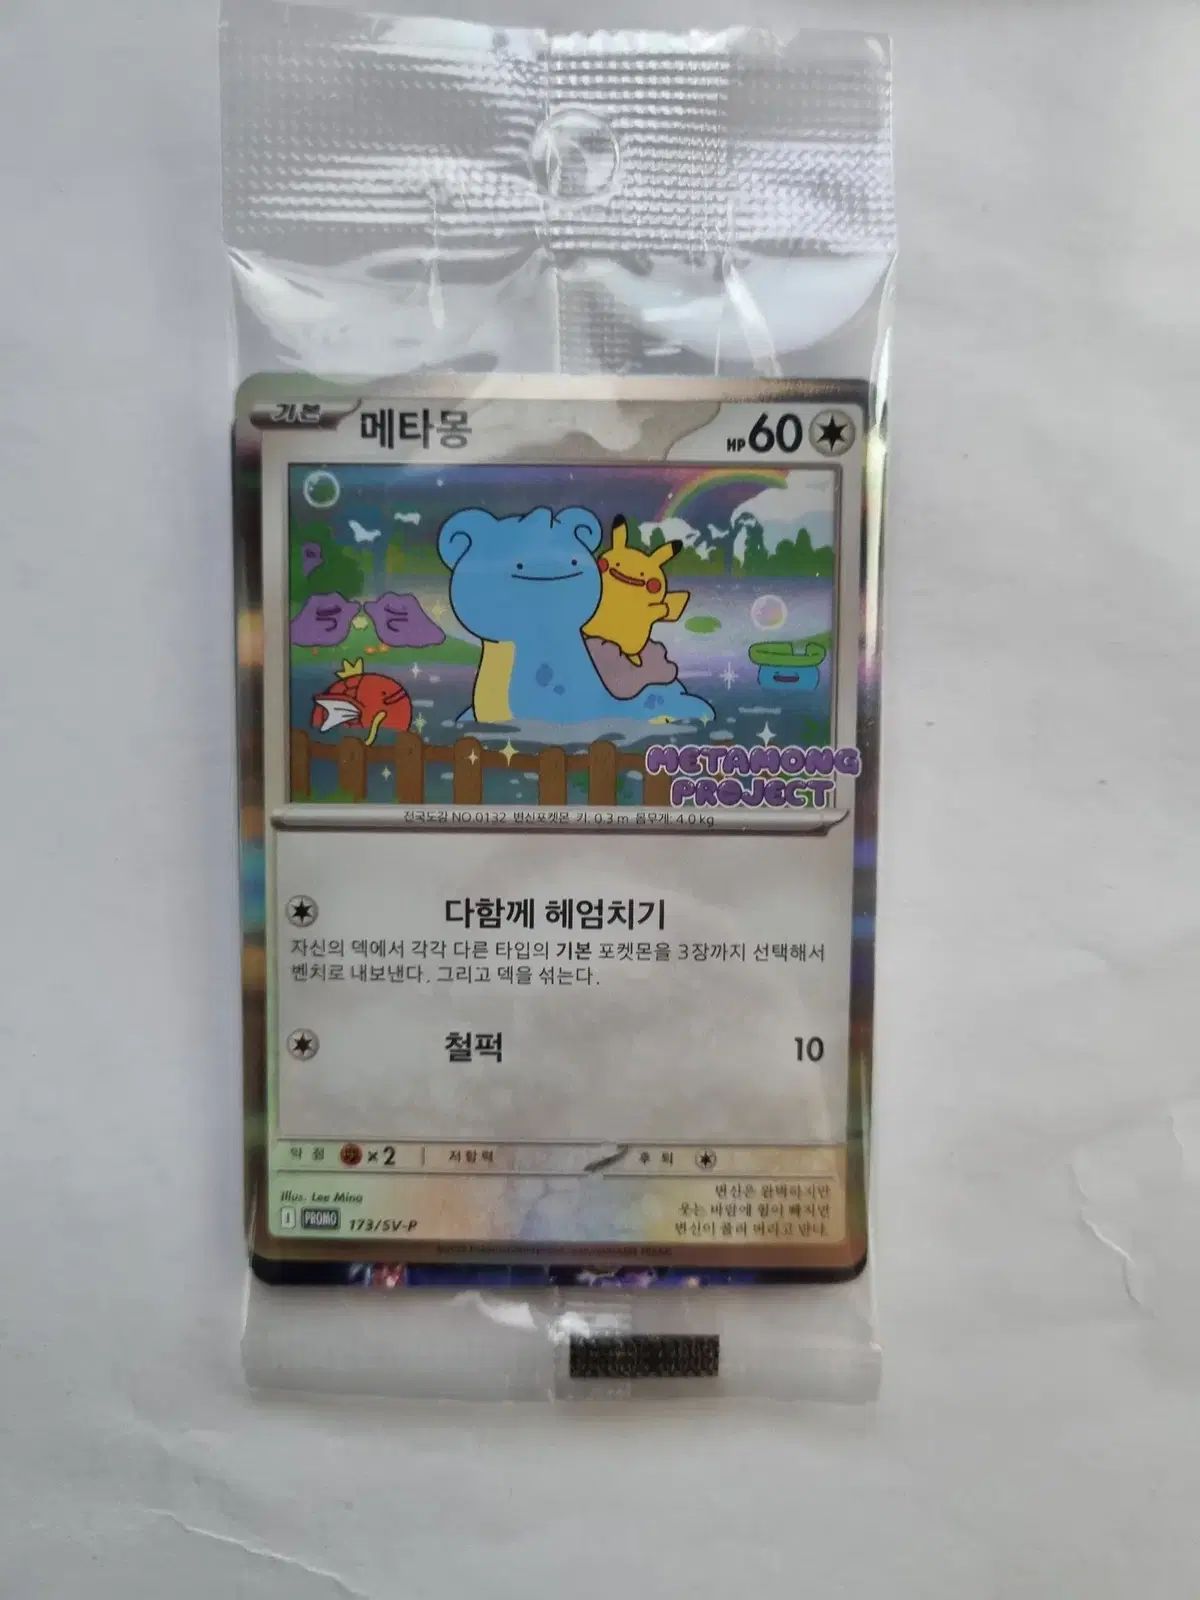 기본
메타몽
HP 60
METAMONG
PROJECT
전국도감 NO.0132 변신포켓몬 키: 0.3 m 몸무게: 4.0 kg
다함께 헤엄치기
자신의 덱에서 각각 다른 타입의 기본 포켓몬을 3장까지 선택해서
벤치로 내보낸다. 그리고 덱을 섞는다.
철퍽 10
약점 ×2 저항력 후퇴
변신은 완벽하지만
웃는 바람에 힘이 빠지면
변신이 풀려 버리고 만다.
Illus. Lee Mina
I PROMO 173/SV-P